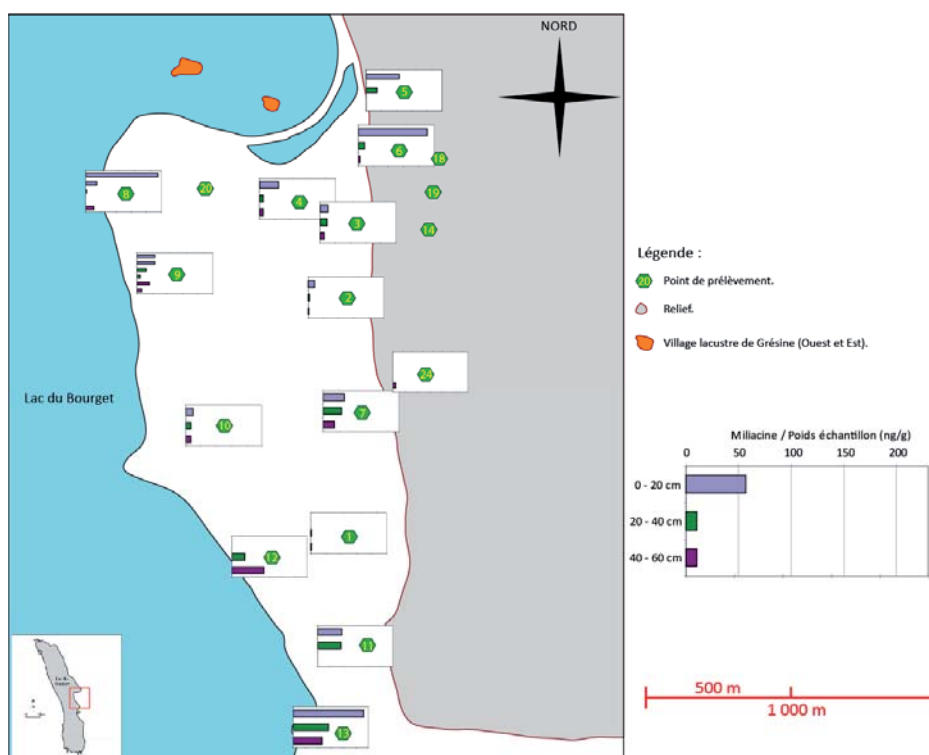 NORD
5
6
18
8
20
4
19
3
14
9
2
Légende :
20 Point de prélèvement.
Relief.
Village lacustre de Grésine (Ouest et Est).
24
Lac du Bourget
7
10
Miliacine / Poids échantillon (ng/g)
0 50 100 150 200
0 - 20 cm
20 - 40 cm
40 - 60 cm
1
12
11
13
500 m
1 000 m